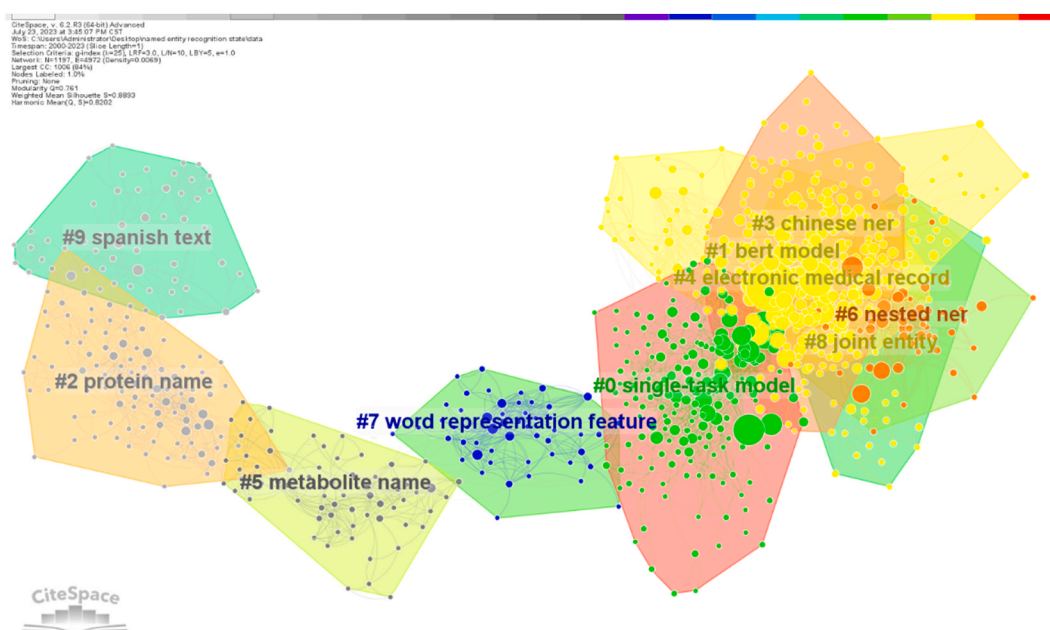 CiteSpace, v. 6.2.R3 (64-bit) Advanced
July 23, 2023 at 3:45:07 PM CST
WoS: C:\Users\Administrator\Desktop\named entity recognition state\data
Timespan: 2000-2023 (Slice Length=1)
Selection Criteria: g-index (k=25), LRF=3.0, L/N=10, LBY=5, e=1.0
Network: N=1197, E=4972 (Density=0.0069)
Largest CC: 1006 (84%)
Nodes Labeled: 1.0%
Pruning: None
Modularity Q=0.761
Weighted Mean Silhouette S=0.8893
Harmonic Mean(Q, S)=0.8202
#9 spanish text
#3 chinese ner
#1 bert model
#4 electronic medical record
#6 nested ner
#8 joint entity
#2 protein name
#0 single-task model
#7 word representation feature
#5 metabolite name
CiteSpace